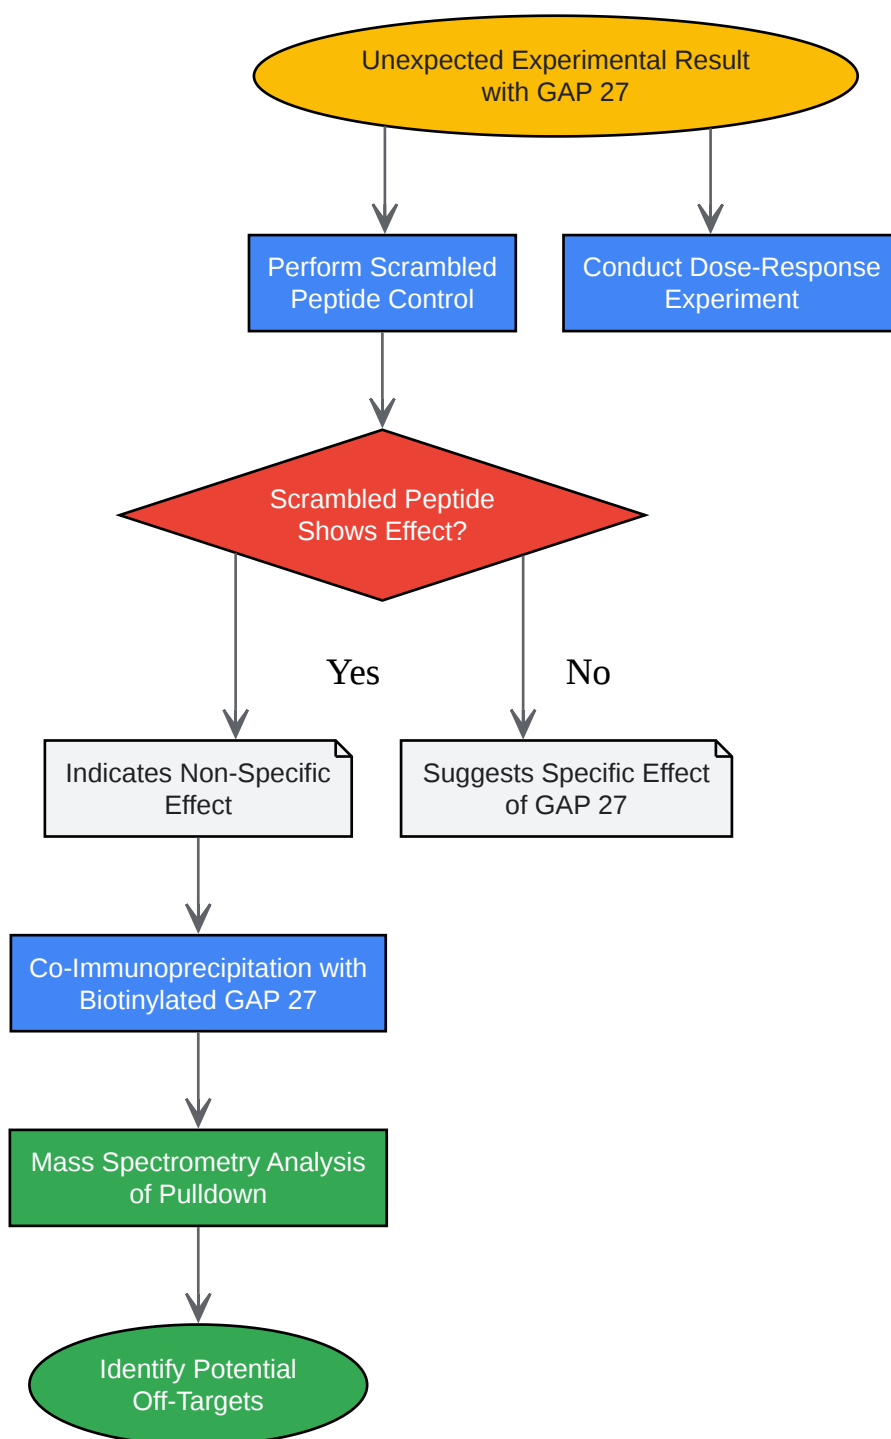 Unexpected Experimental Result
with GAP 27
Perform Scrambled
Peptide Control
Conduct Dose-Response
Experiment
Scrambled Peptide
Shows Effect?
Yes
No
Indicates Non-Specific
Effect
Suggests Specific Effect
of GAP 27
Co-Immunoprecipitation with
Biotinylated GAP 27
Mass Spectrometry Analysis
of Pulldown
Identify Potential
Off-Targets